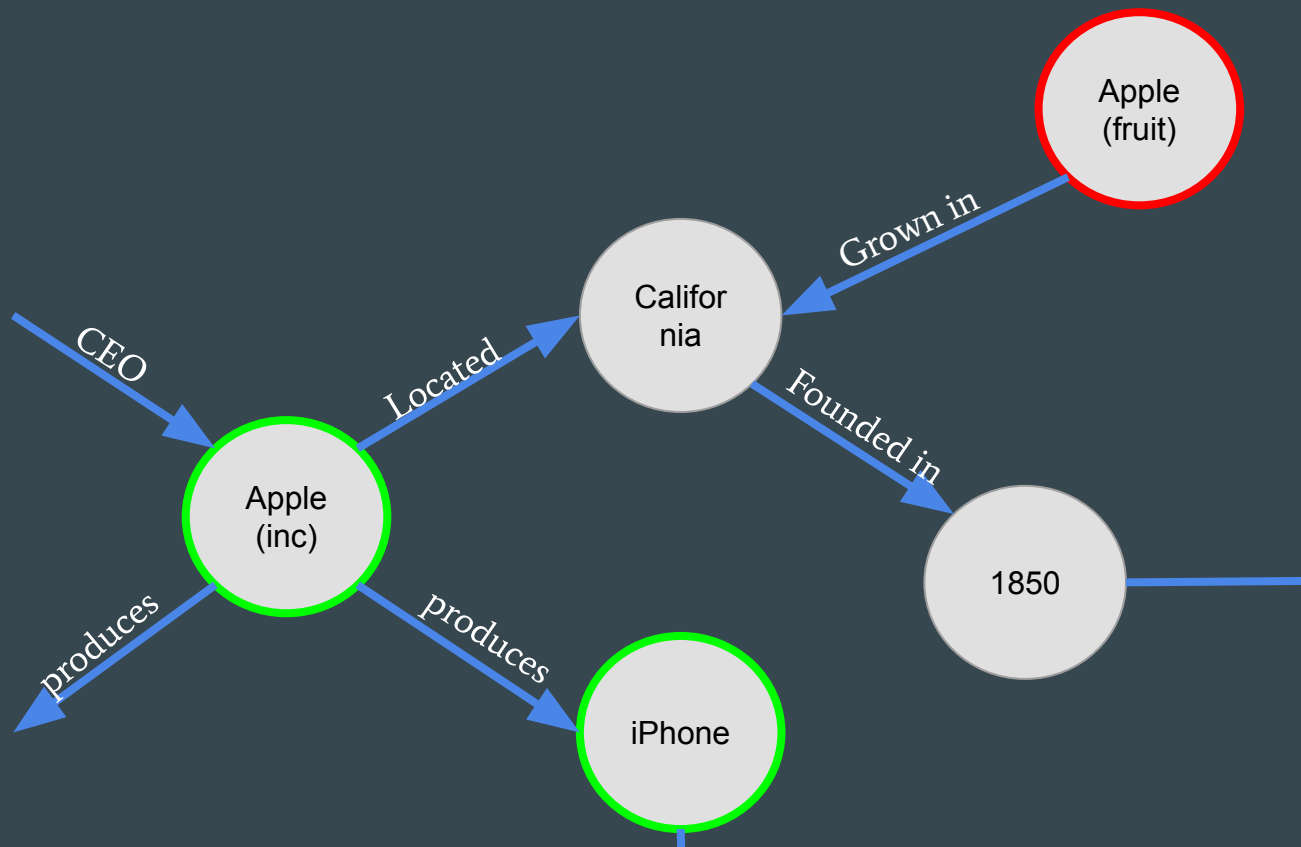 Apple
(fruit)
Grown in
Califor
nia
CEO
Located
Founded in
Apple
(inc)
1850
produces
produces
iPhone